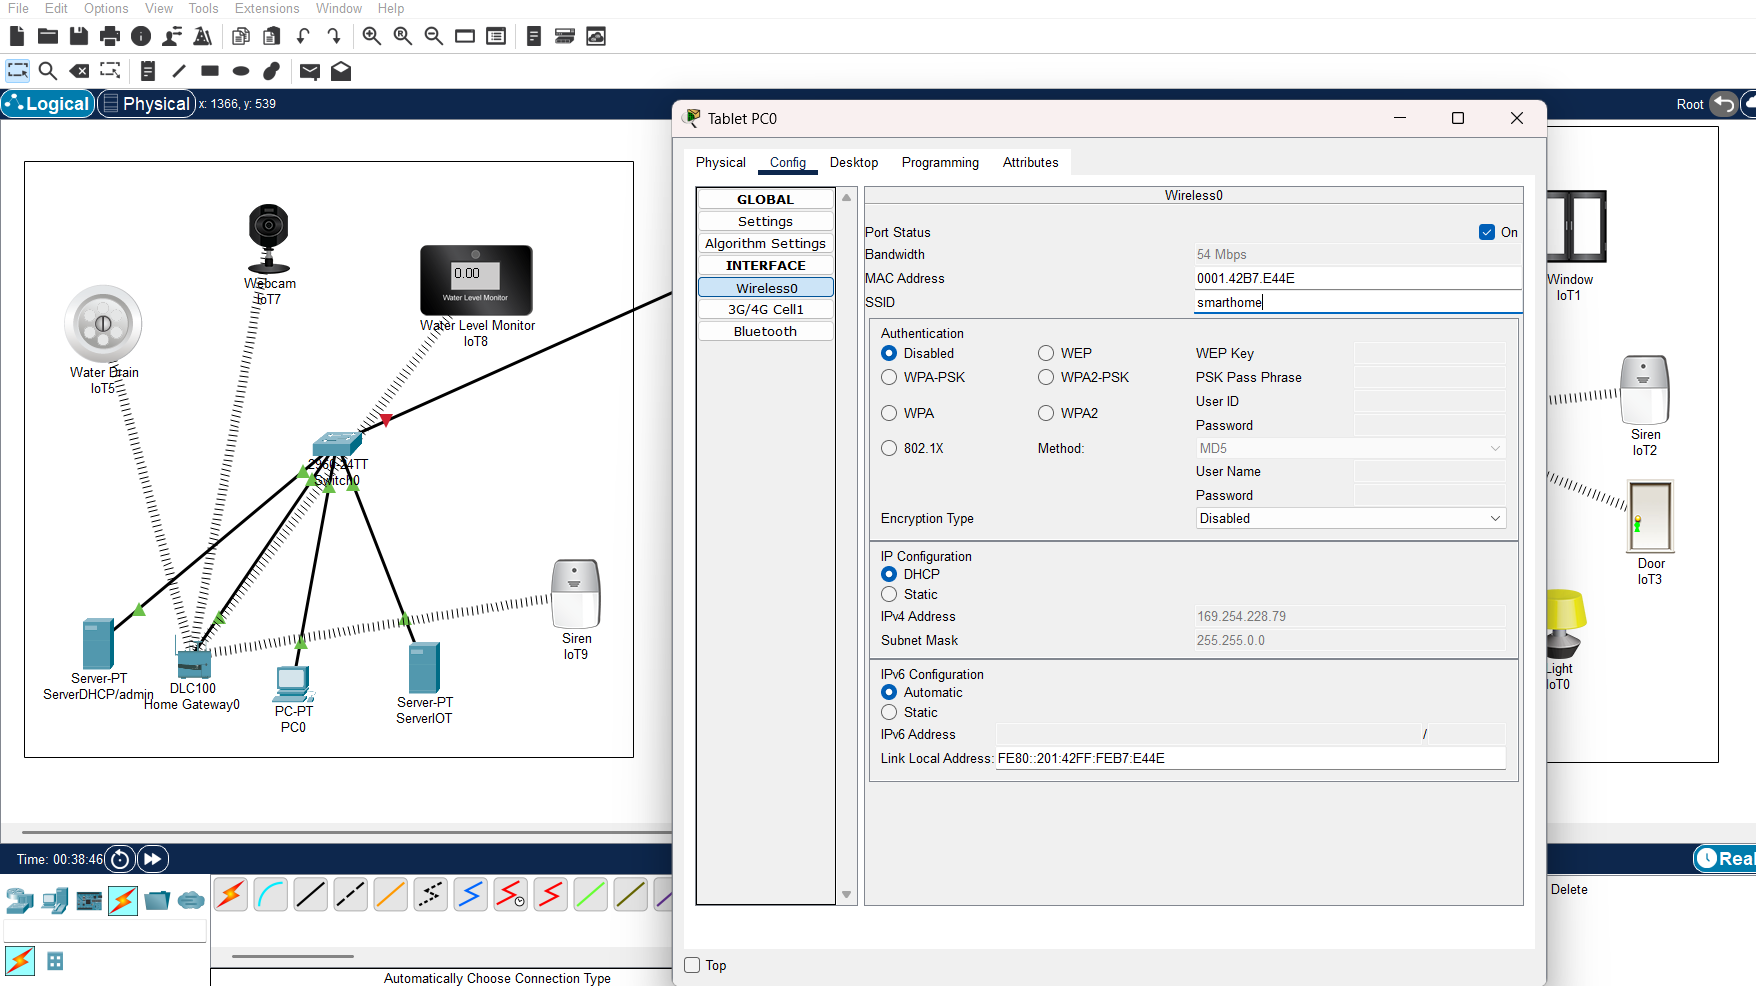 File Edit Options View Tools Extensions Window Help
Logical Physical x: 1366, y: 539
Root
Tablet PC0
Physical Config Desktop Programming Attributes
GLOBAL
Settings
Algorithm Settings
INTERFACE
Wireless0
3G/4G Cell1
Bluetooth
Wireless0
Port Status On
Bandwidth 54 Mbps
MAC Address 0001.42B7.E44E
SSID smarthome
Authentication
Disabled WEP WEP Key
WPA-PSK WPA2-PSK PSK Pass Phrase
User ID
WPA WPA2
Password
802.1X Method: MD5
User Name
Password
Encryption Type Disabled
IP Configuration
DHCP
Static
IPv4 Address 169.254.228.79
Subnet Mask 255.255.0.0
IPv6 Configuration
Automatic
Static
IPv6 Address /
Link Local Address: FE80::201:42FF:FEB7:E44E
Top
Webcam
IoT7
0.00
Water Level Monitor
Water Level Monitor
IoT8
Water Drain
IoT5
2960-24TT
Switch0
Siren
IoT9
Server-PT
ServerDHCP/admin
DLC100
Home Gateway0
PC-PT
PC0
Server-PT
ServerIOT
Window
IoT1
Siren
IoT2
Door
IoT3
Light
IoT0
Time: 00:38:46
Real
Delete
Automatically Choose Connection Type